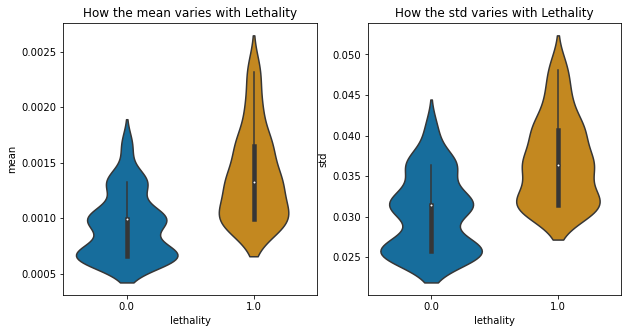 How the mean varies with Lethality
mean
0.0025
0.0020
0.0015
0.0010
0.0005
0.0
1.0
lethality
How the std varies with Lethality
std
0.050
0.045
0.040
0.035
0.030
0.025
0.0
1.0
lethality